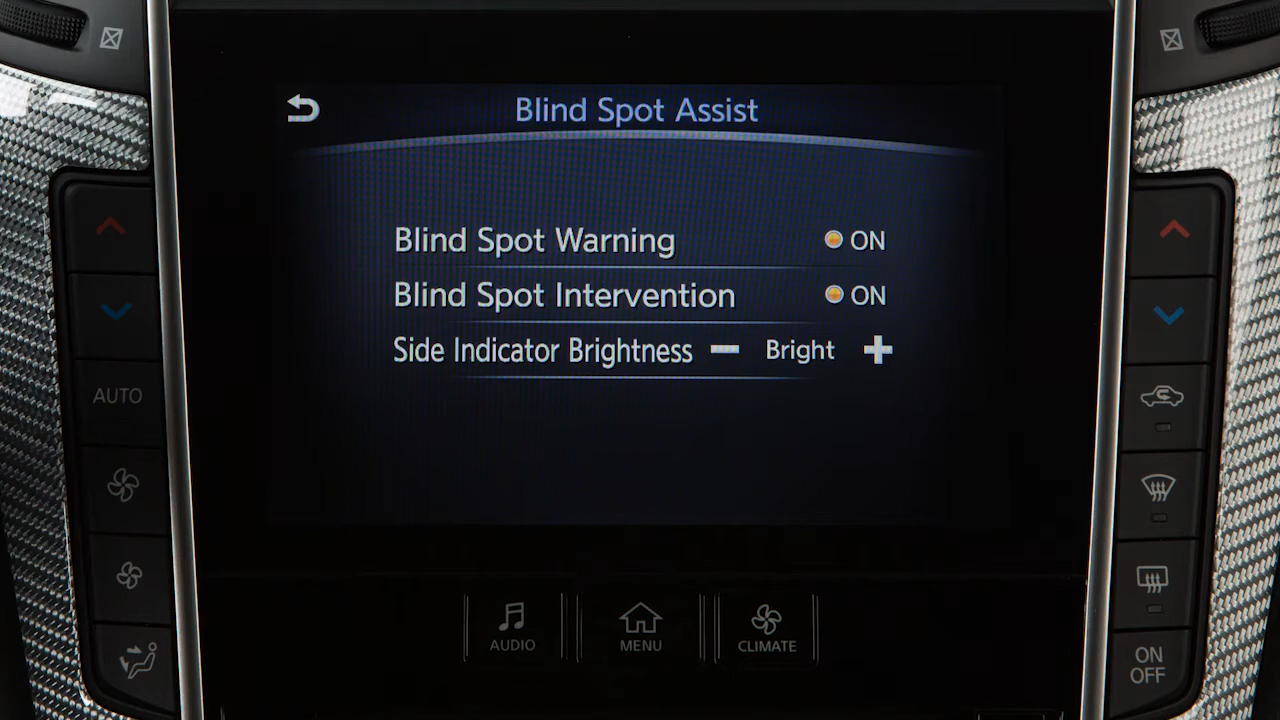 Blind Spot Assist
Blind Spot Warning ON
Blind Spot Intervention ON
Side Indicator Brightness Bright
AUTO
AUDIO
MENU
CLIMATE
ON
OFF